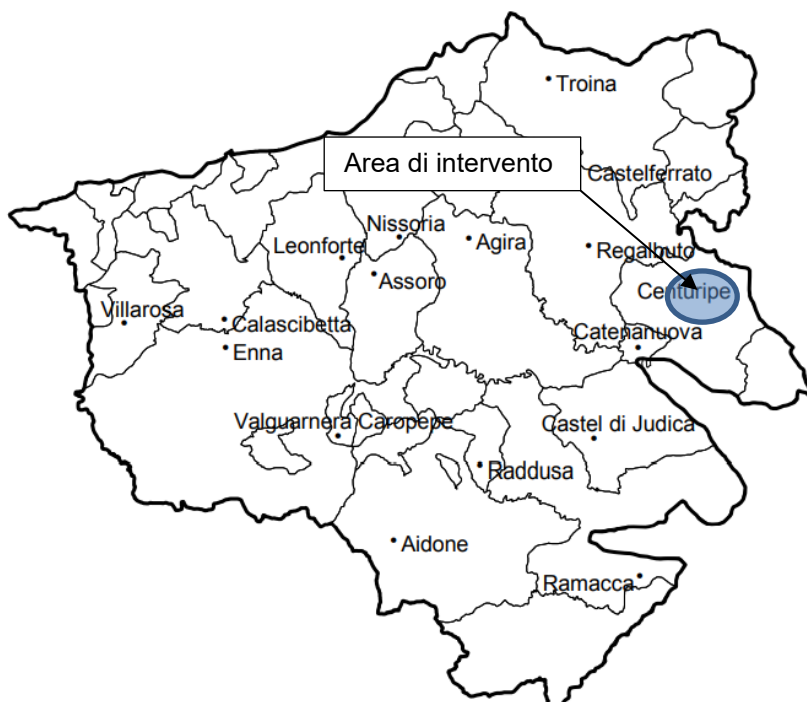 Troina
Area di intervento
Castelferrato
Nissoria
Leonforte
Agira
Regalbuto
Assoro
Centuripe
Villarosa
Calascibetta
Catenanuova
Enna
Valguarnera Caropepe
Castel di Judica
Raddusa
Aidone
Ramacca